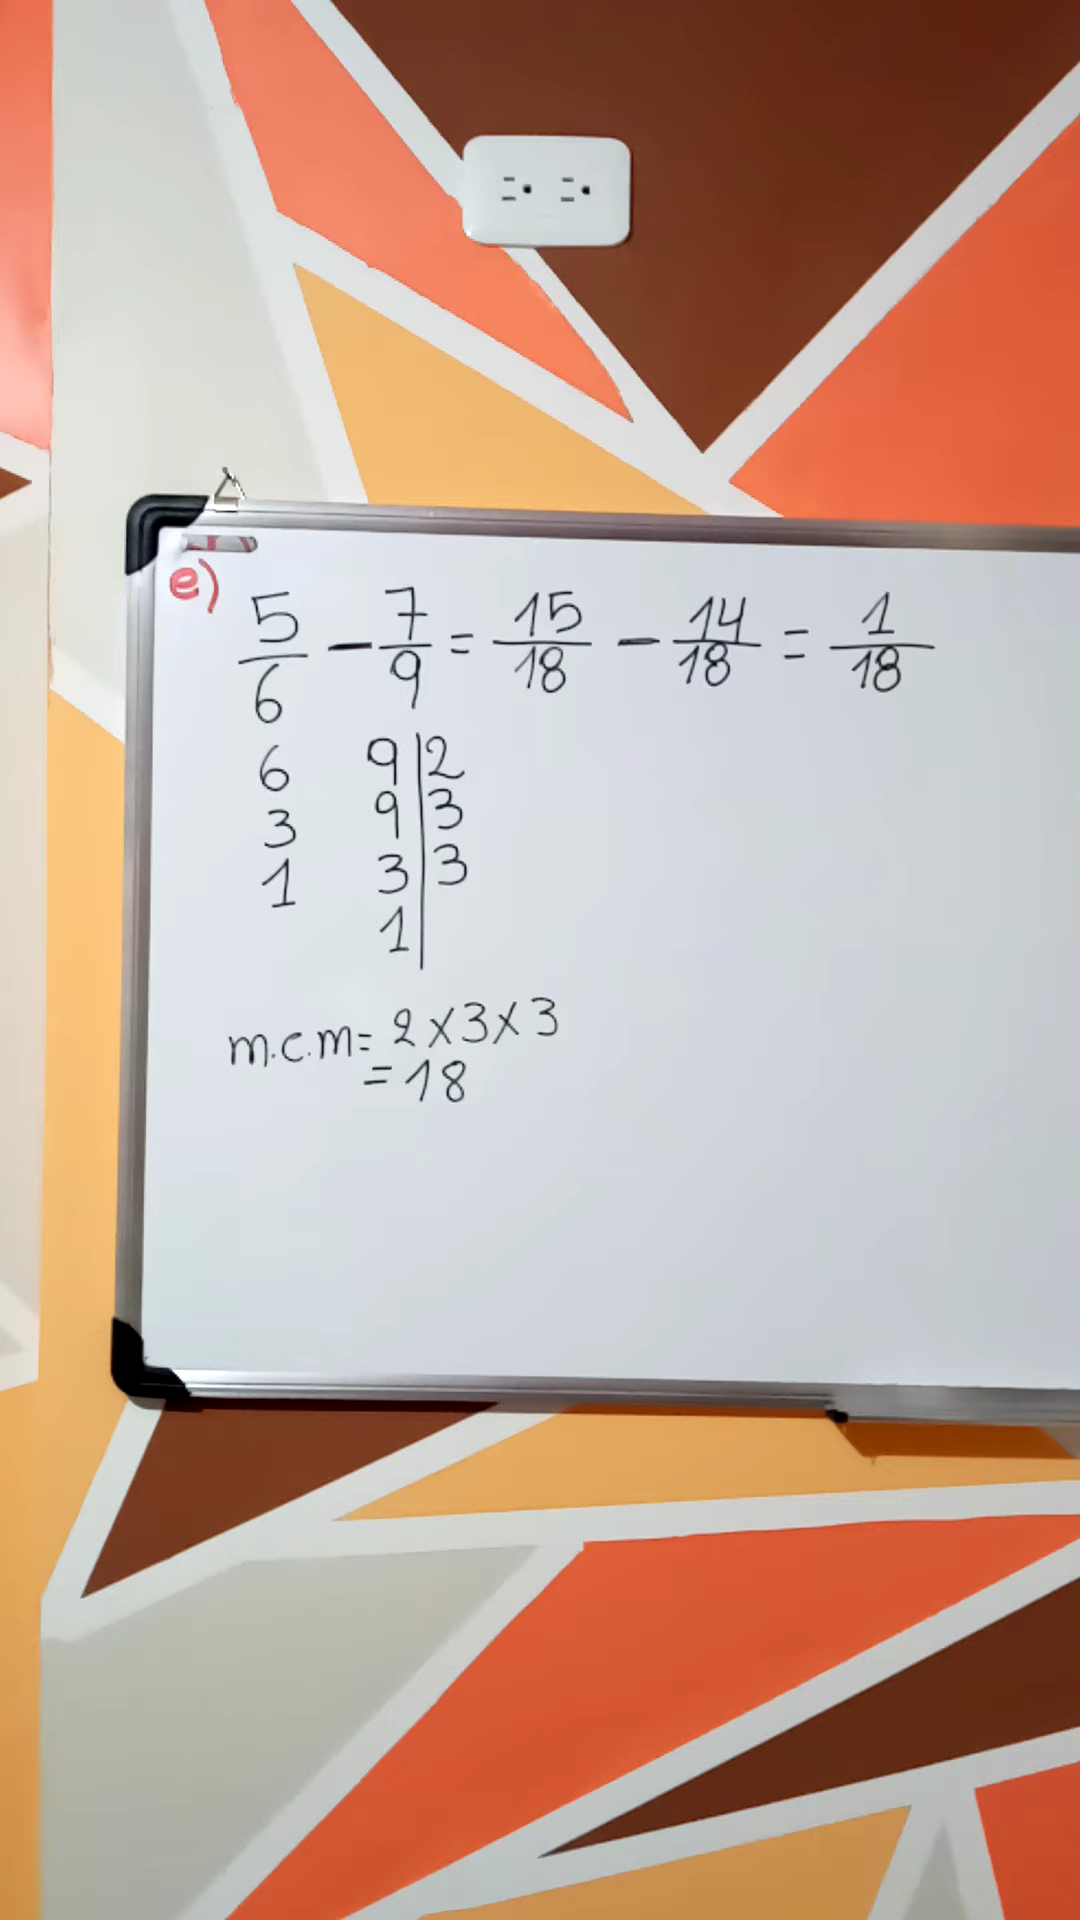 e)
5/6 - 7/9 = 15/18 - 14/18 = 1/18
6 9 | 2
3 9 | 3
1 3 | 3
1 |
m.c.m = 2 x 3 x 3
= 18